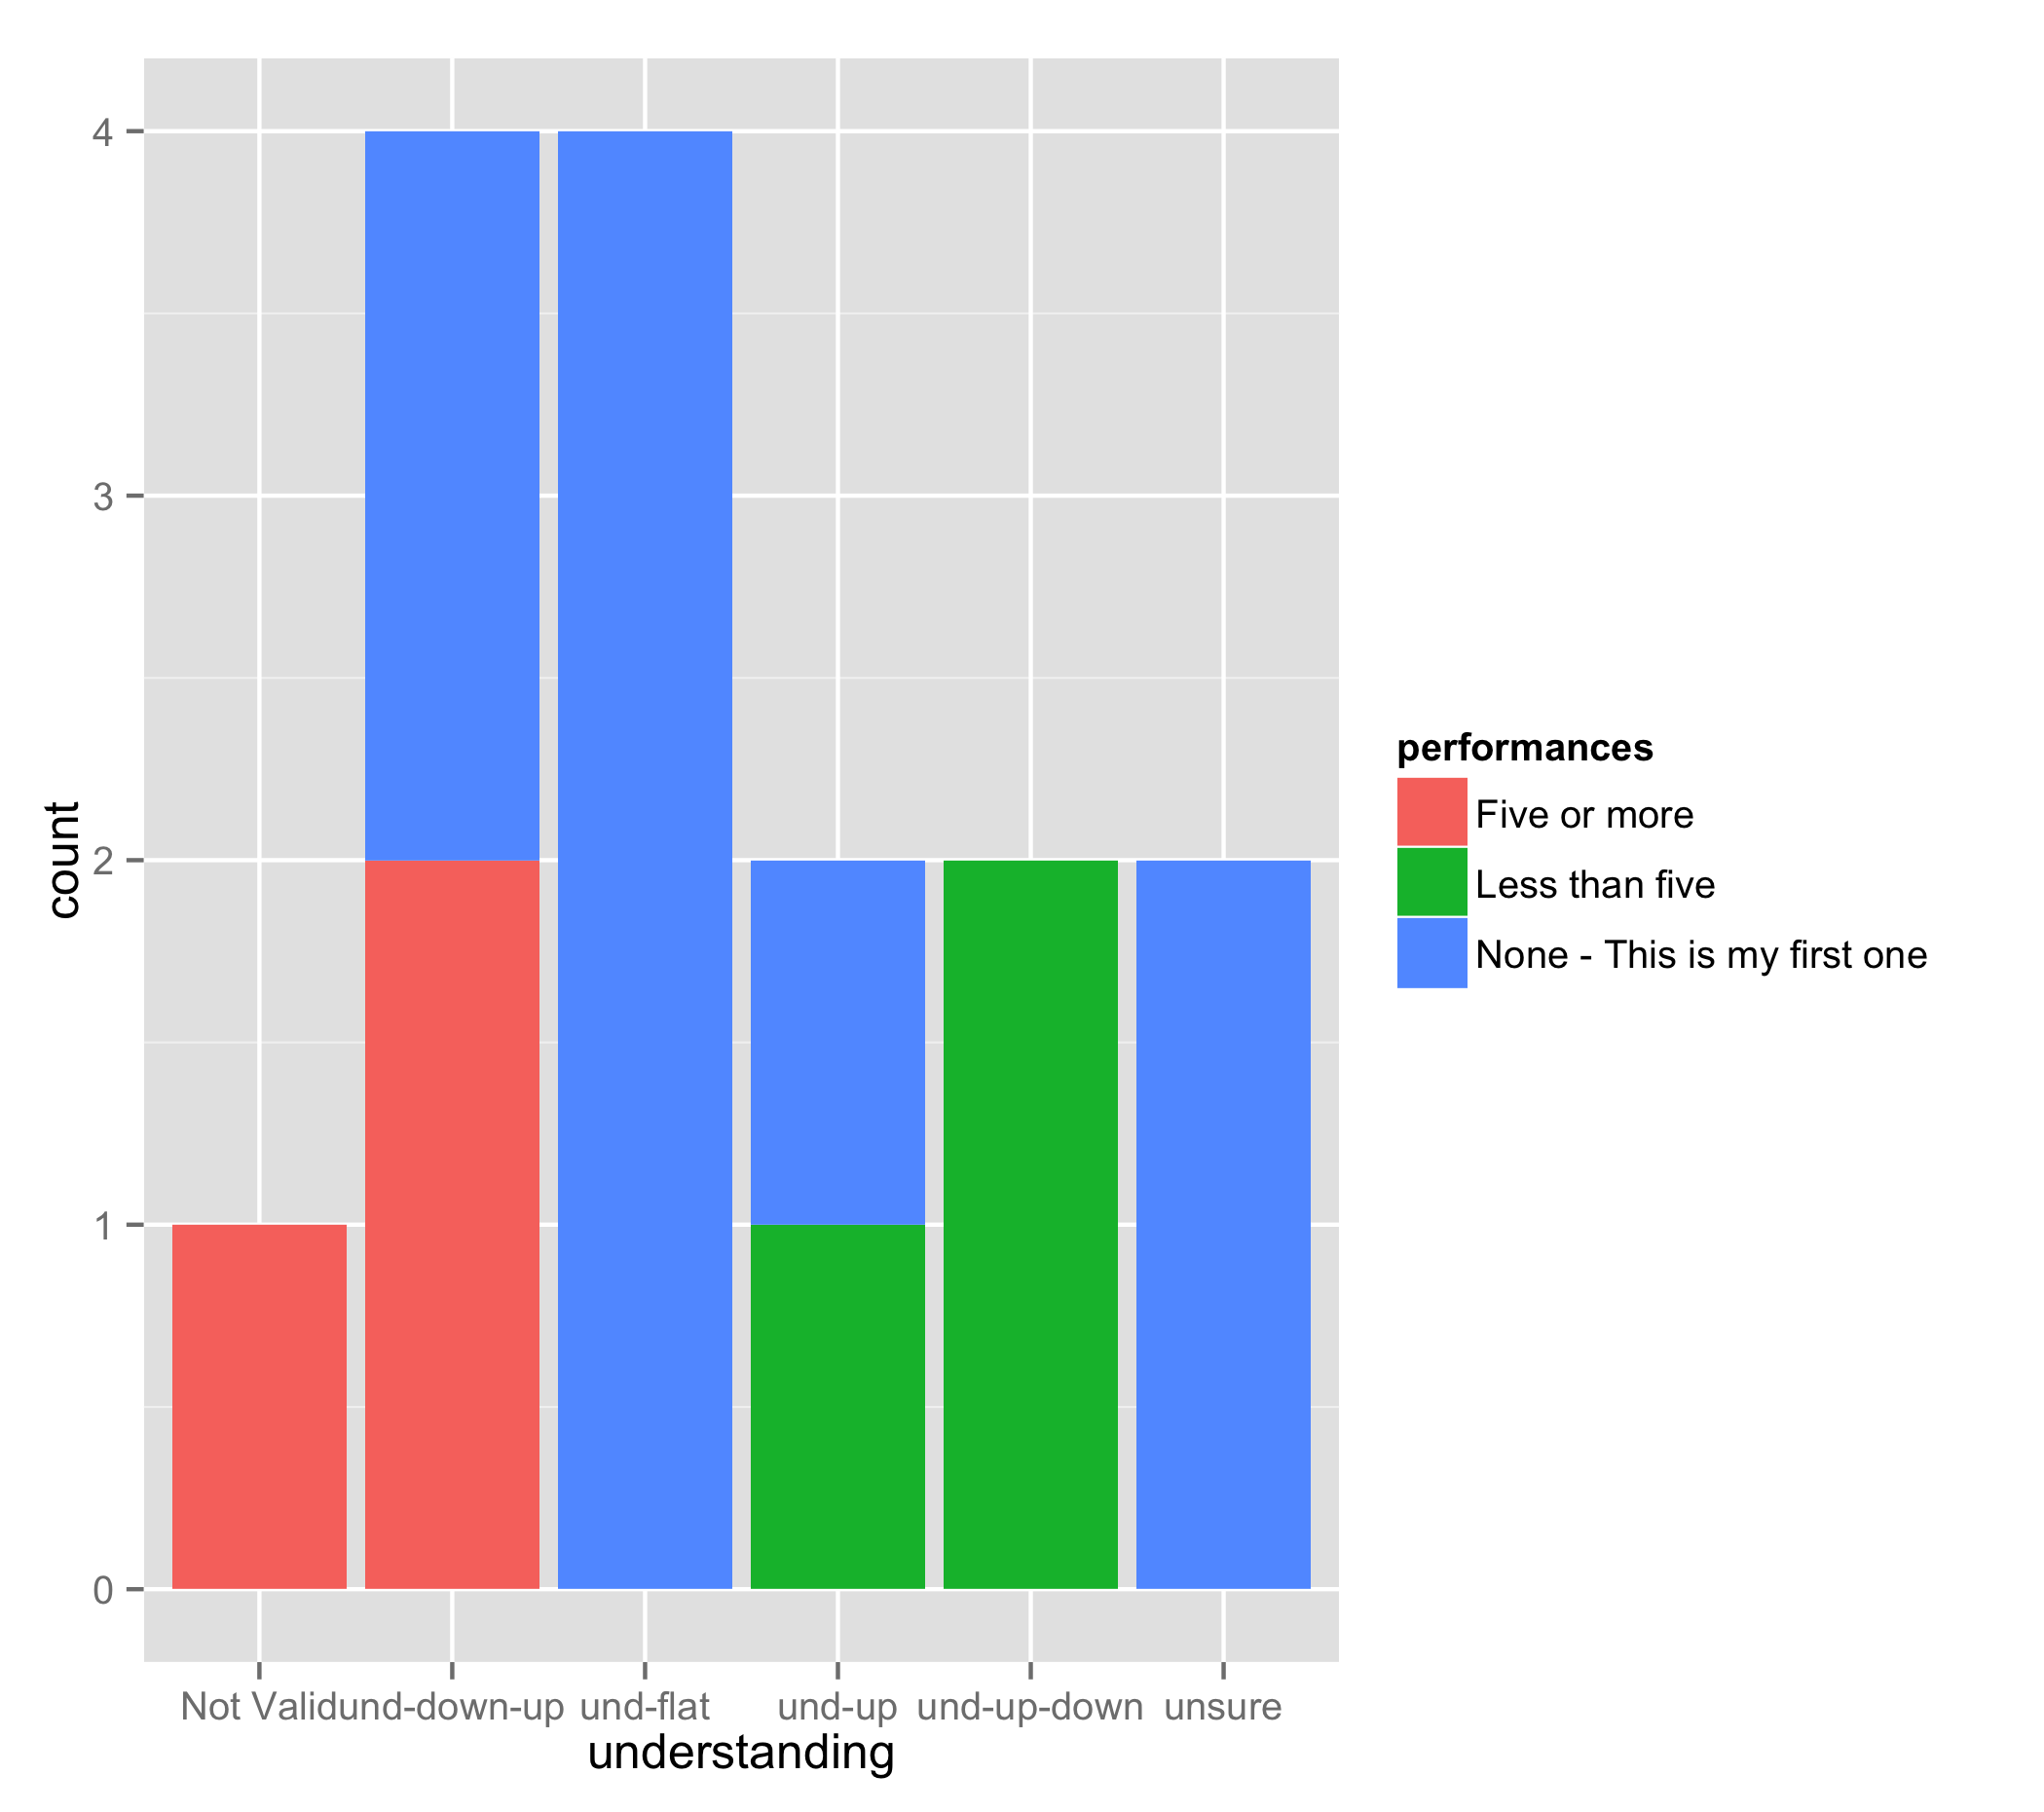 count
4
3
2
1
0
Not Valid und-down-up und-flat und-up und-up-down unsure
understanding
performances
Five or more
Less than five
None - This is my first one